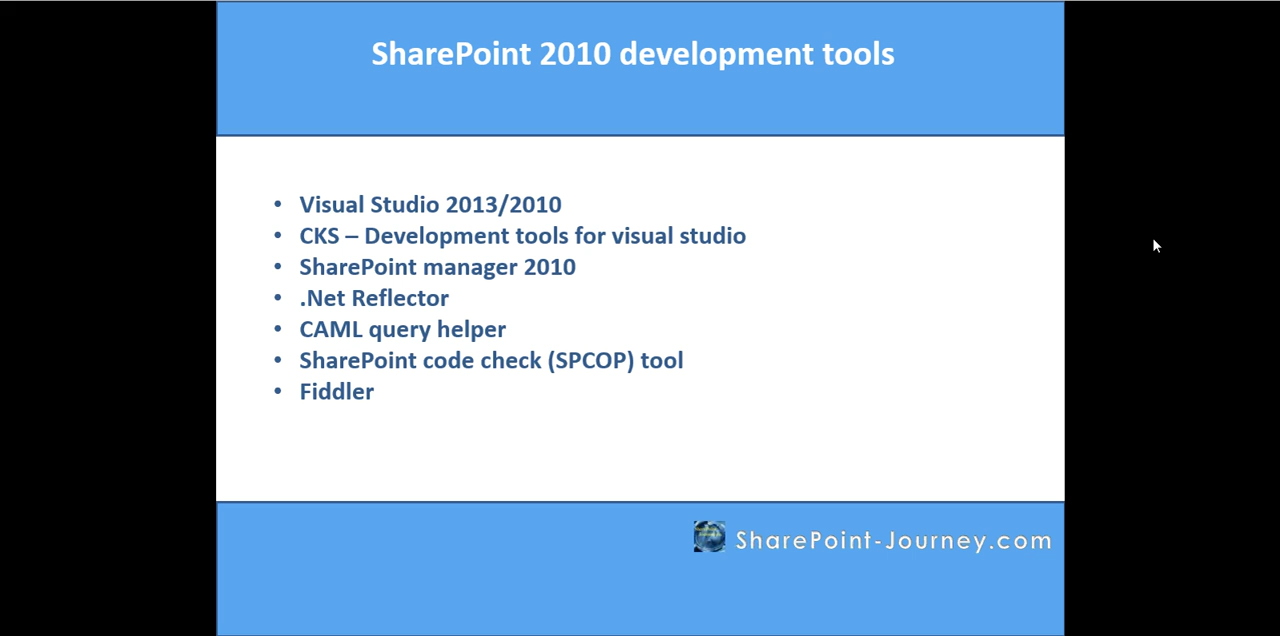 SharePoint 2010 development tools
• Visual Studio 2013/2010
• CKS – Development tools for visual studio
• SharePoint manager 2010
• .Net Reflector
• CAML query helper
• SharePoint code check (SPCOP) tool
• Fiddler
SharePoint-Journey.com